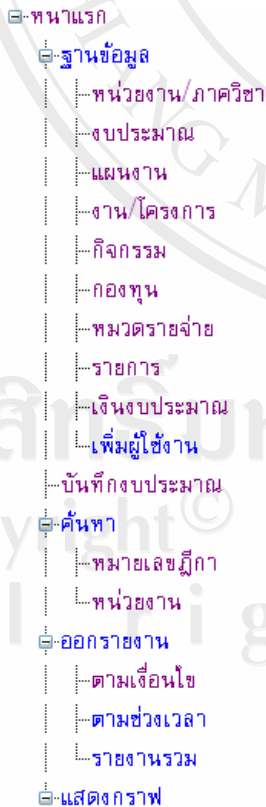 หน้าแรก
ฐานข้อมูล
หน่วยงาน/ภาควิชา
งบประมาณ
แผนงาน
งาน/โครงการ
กิจกรรม
กองทุน
หมวดรายจ่าย
รายการ
เงินงบประมาณ
เพิ่มผู้ใช้งาน
บันทึกงบประมาณ
ค้นหา
หมายเลขฎีกา
หน่วยงาน
ออกรายงาน
ตามเงื่อนไข
ตามช่วงเวลา
รายงานรวม
แสดงกราฟ